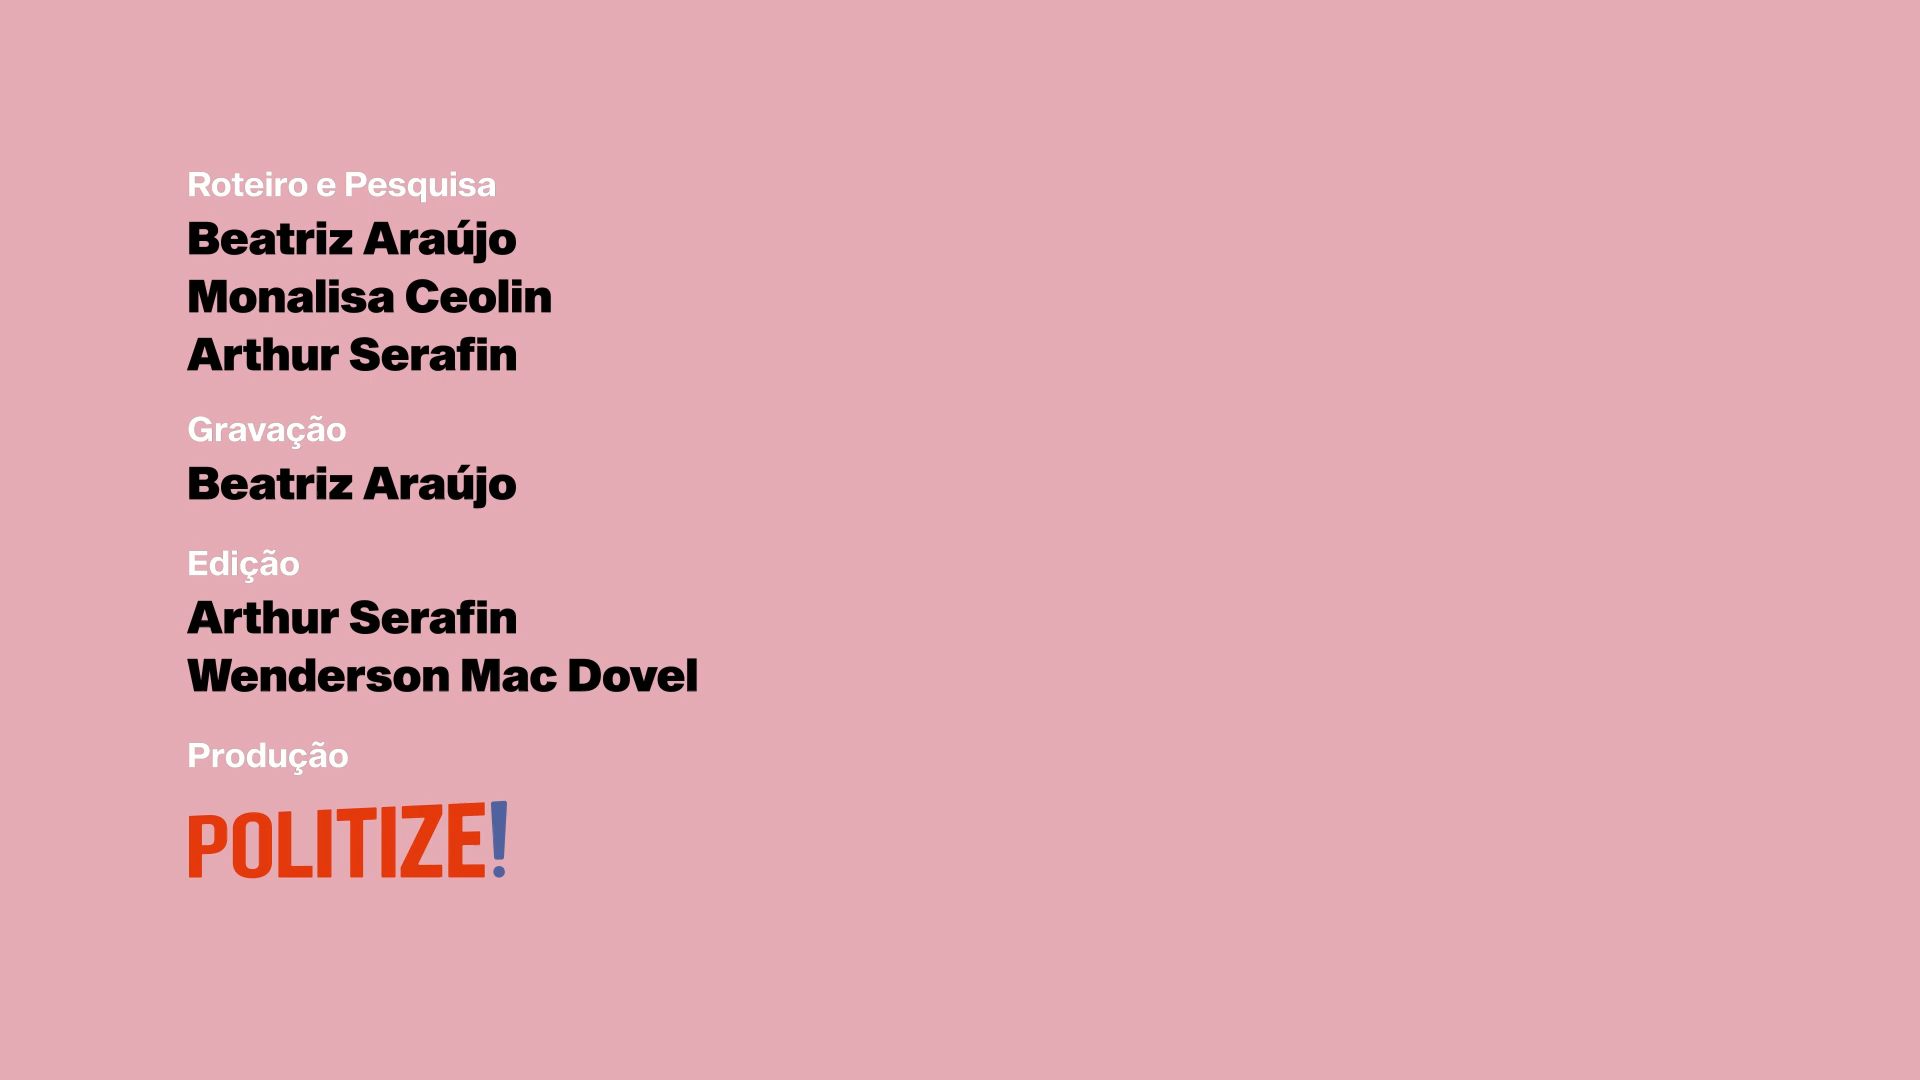 Roteiro e Pesquisa
Beatriz Araújo
Monalisa Ceolin
Arthur Serafin
Gravação
Beatriz Araújo
Edição
Arthur Serafin
Wenderson Mac Dovel
Produção
POLITIZE!